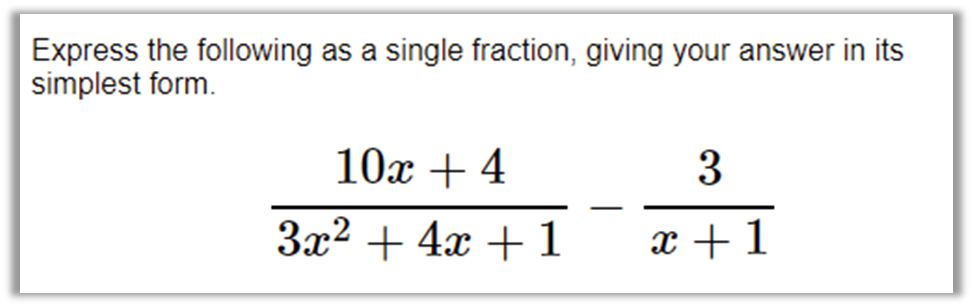 Express the following as a single fraction, giving your answer in its
simplest form.
10x + 4
3x² + 4x + 1
−
3
x + 1